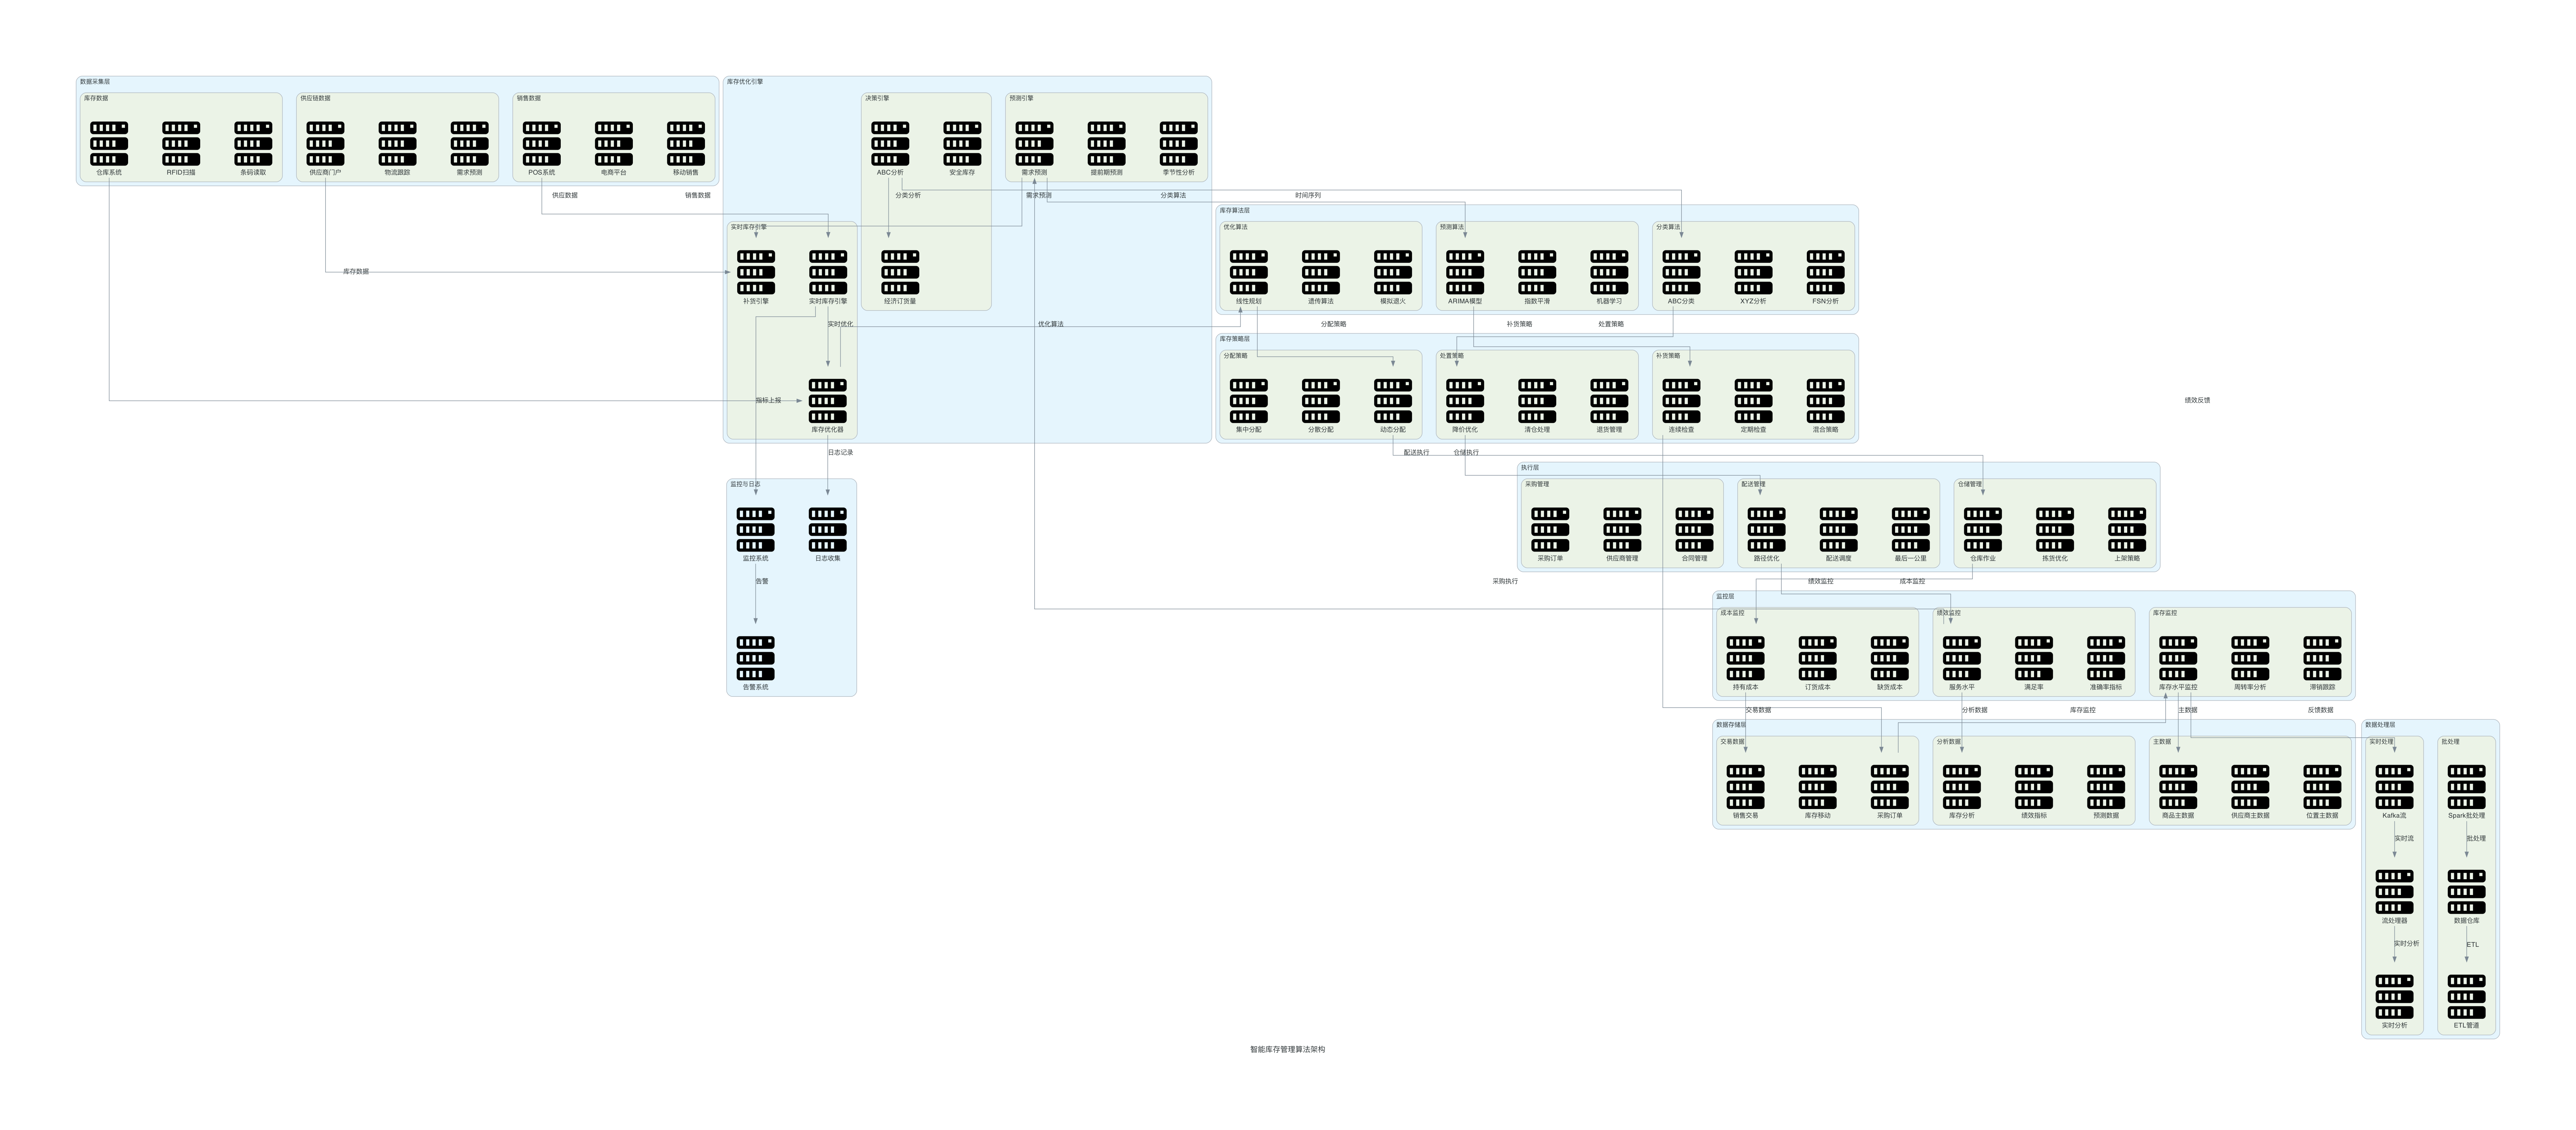 数据采集层
库存数据
仓库系统
RFID扫描
条码读取
供应链数据
供应商门户
物流跟踪
需求预测
销售数据
POS系统
电商平台
移动销售
库存优化引擎
决策引擎
ABC分析
安全库存
经济订货量
预测引擎
需求预测
提前期预测
季节性分析
供应数据
销售数据
分类分析
需求预测
分类算法
时间序列
实时库存引擎
补货引擎
实时库存引擎
库存优化器
库存数据
实时优化
优化算法
指标上报
日志记录
库存算法层
优化算法
线性规划
遗传算法
模拟退火
预测算法
ARIMA模型
指数平滑
机器学习
分类算法
ABC分类
XYZ分析
FSN分析
分配策略
补货策略
处置策略
库存策略层
分配策略
集中分配
分散分配
动态分配
处置策略
降价优化
清仓处理
退货管理
补货策略
连续检查
定期检查
混合策略
绩效反馈
配送执行
仓储执行
监控与日志
监控系统
日志收集
告警
告警系统
执行层
采购管理
采购订单
供应商管理
合同管理
配送管理
路径优化
配送调度
最后一公里
仓储管理
仓库作业
拣货优化
上架策略
采购执行
绩效监控
成本监控
监控层
成本监控
持有成本
订货成本
缺货成本
绩效监控
服务水平
满足率
准确率指标
库存监控
库存水平监控
周转率分析
滞销跟踪
交易数据
分析数据
库存监控
主数据
反馈数据
数据存储层
交易数据
销售交易
库存移动
采购订单
分析数据
库存分析
绩效指标
预测数据
主数据
商品主数据
供应商主数据
位置主数据
数据处理层
实时处理
Kafka流
实时流
流处理器
实时分析
实时分析
批处理
Spark批处理
批处理
数据仓库
ETL
ETL管道
智能库存管理算法架构